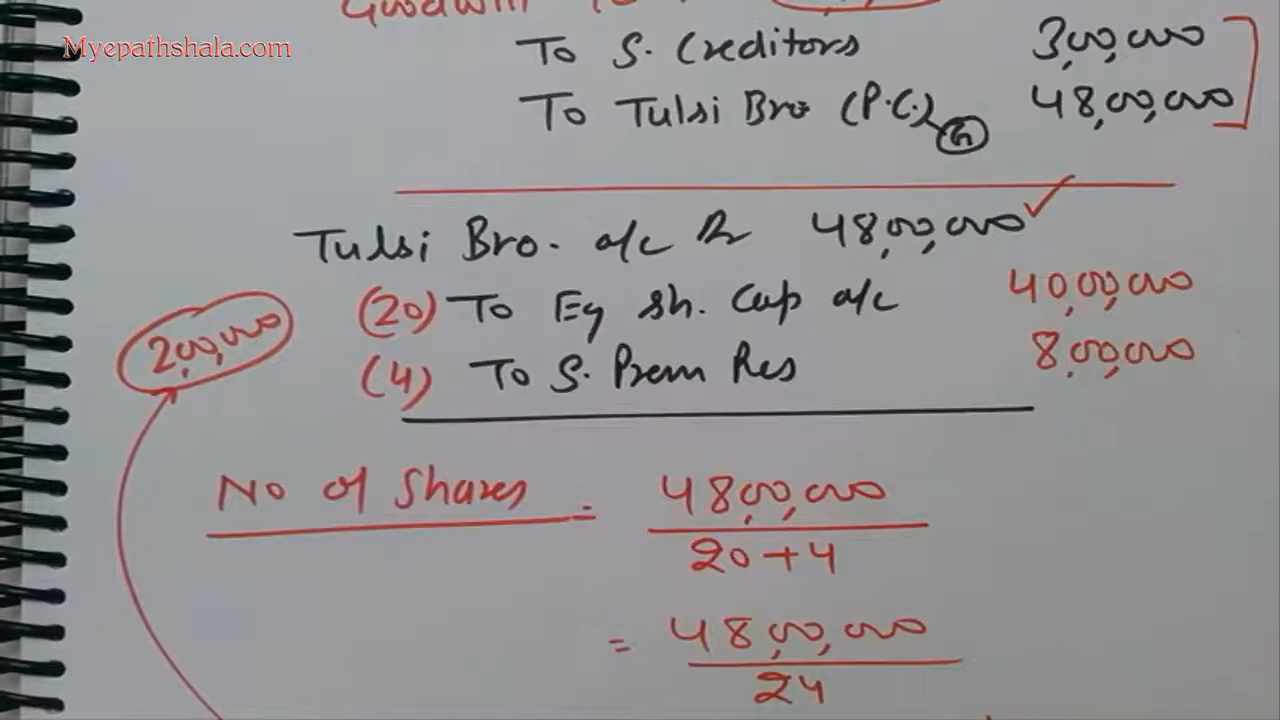 Goodwill
Myepathshala.com
To S. Creditors 3,00,000
To Tulsi Bro (P.C.)
48,00,000
Tulsi Bro. a/c Dr 48,00,000
(20) To Eq sh. Cap a/c 40,00,000
2,00,000
(4) To S. Prem Res 8,00,000
No of Shares = 48,00,000
20+4
= 48,00,000
24